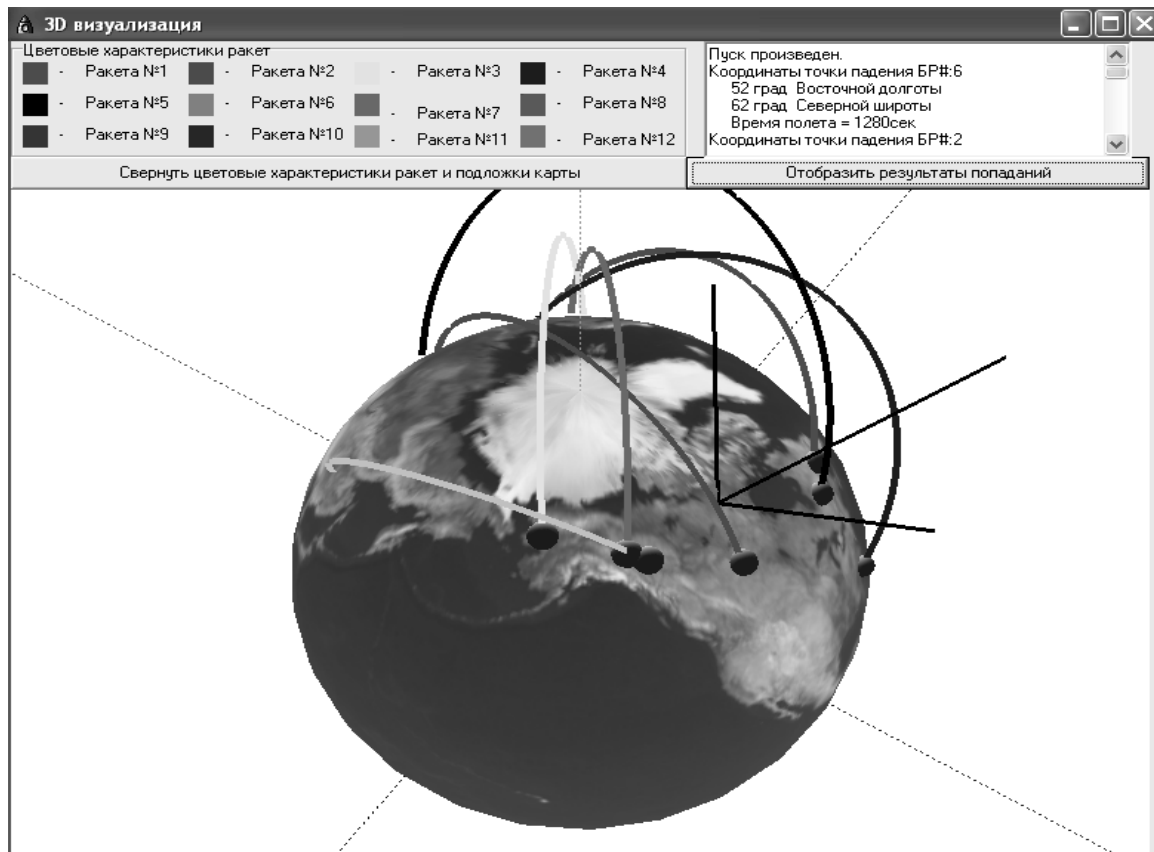 3D визуализация
Цветовые характеристики ракет
- Ракета №1 - Ракета №2 - Ракета №3 - Ракета №4
- Ракета №5 - Ракета №6 - Ракета №7 - Ракета №8
- Ракета №9 - Ракета №10 - Ракета №11 - Ракета №12
Пуск произведен.
Координаты точки падения БР#:6
52 град Восточной долготы
62 град Северной широты
Время полета = 1280сек
Координаты точки падения БР#:2
Свернуть цветовые характеристики ракет и подложки карты
Отобразить результаты попаданий